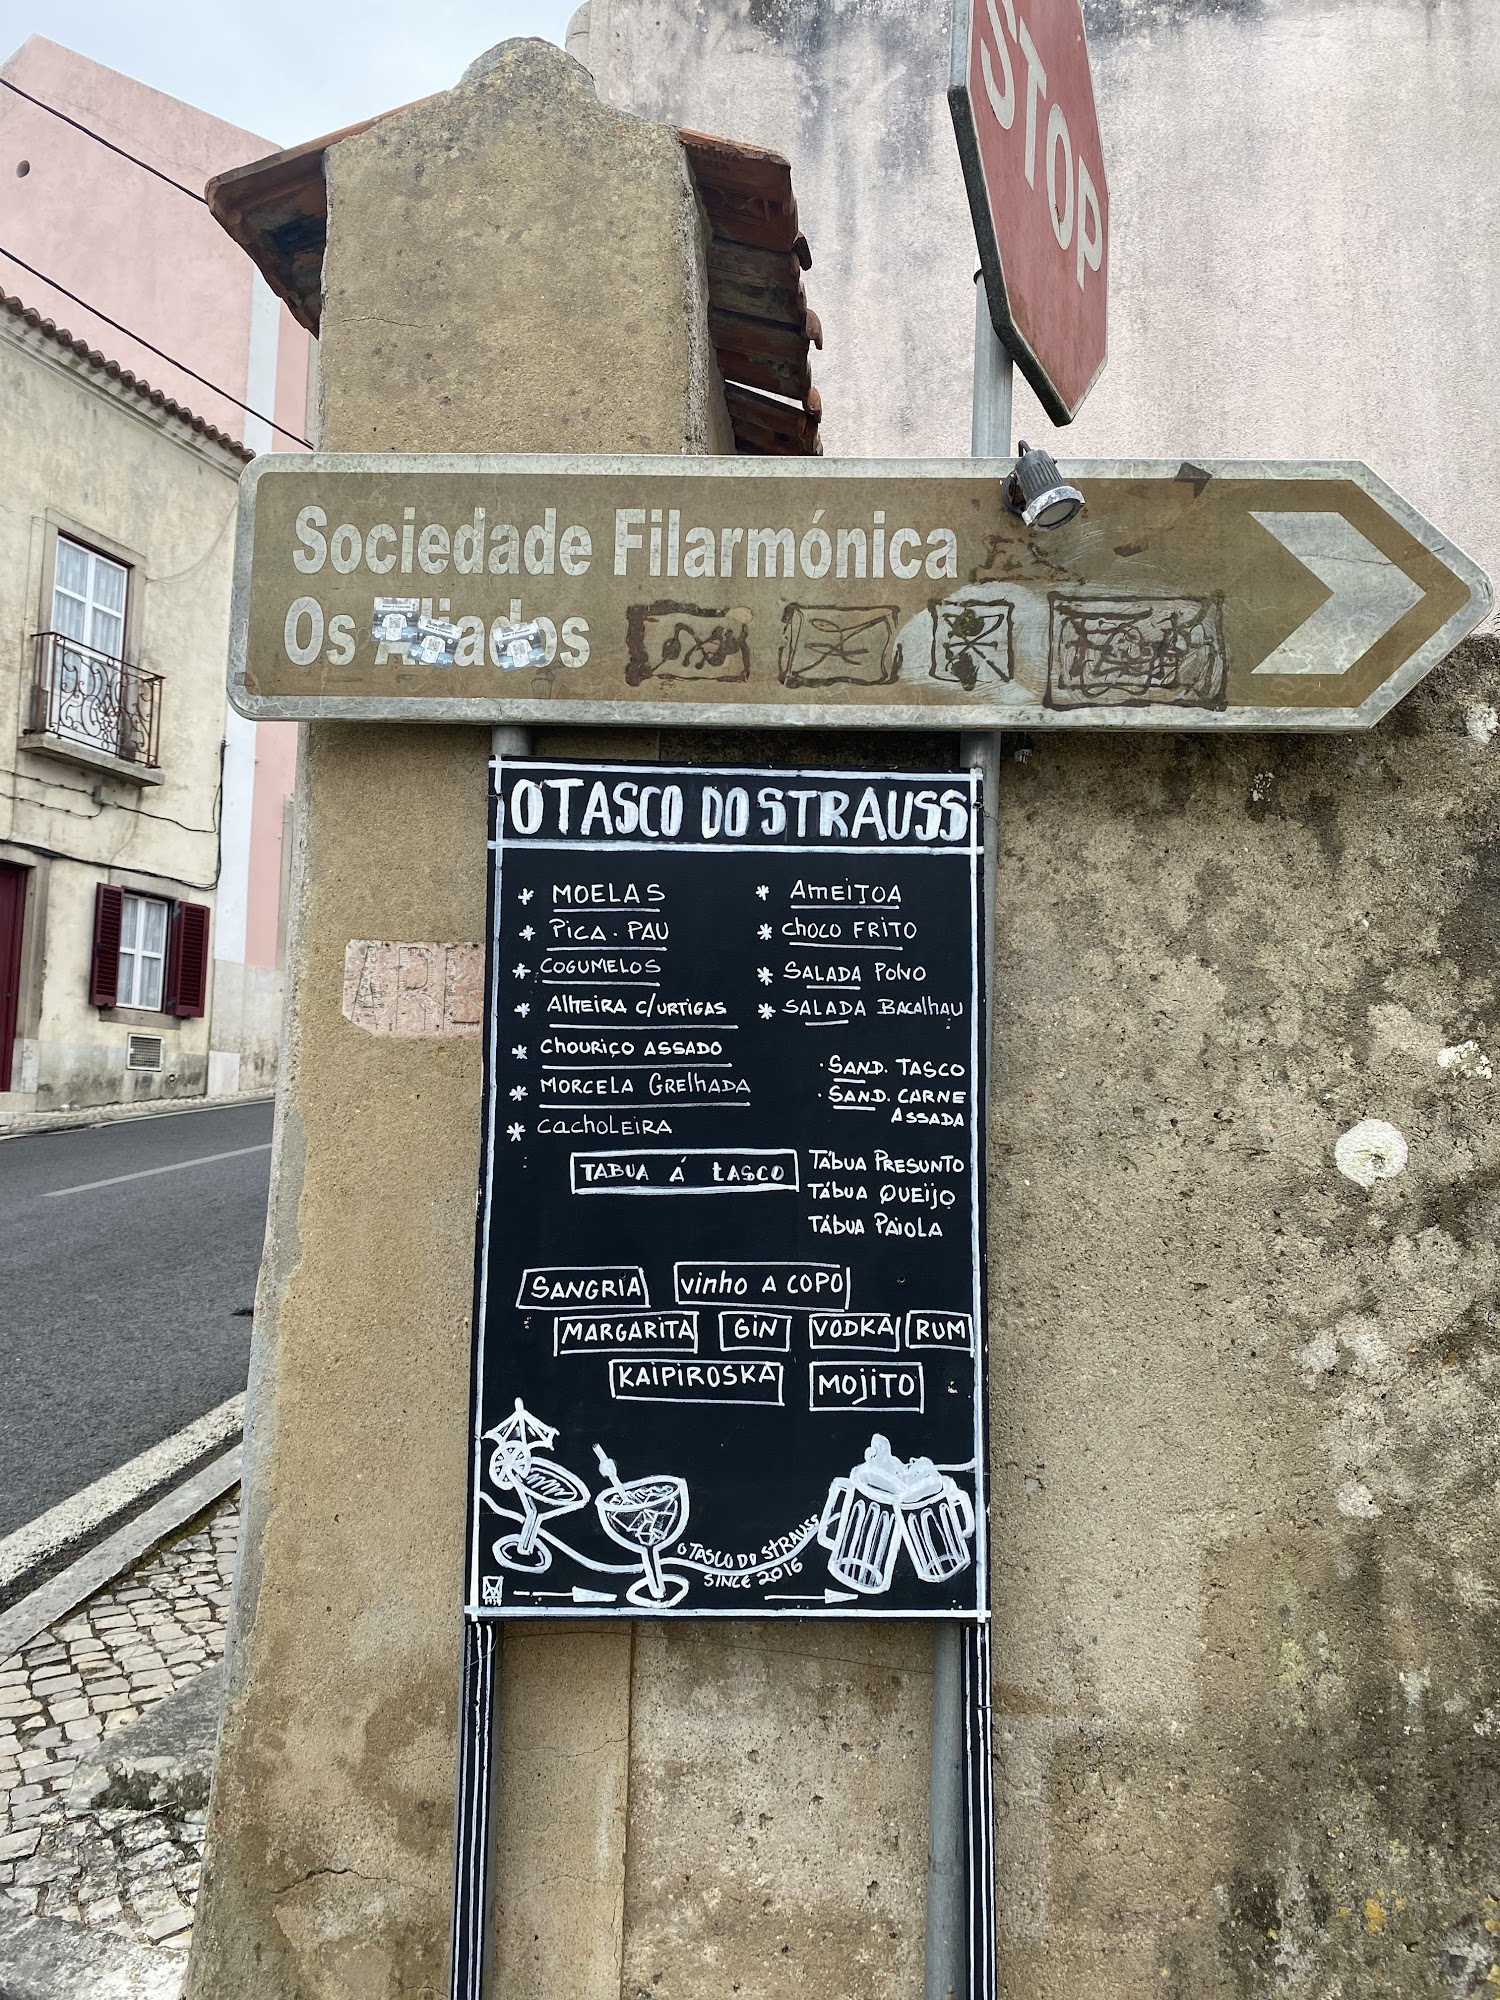 STOP
Sociedade Filarmónica
Os Aliados
O TASCO DO STRAUSS
* MOELAS
* PICA. PAU
* COGUMELOS
* ALHEIRA C/URTIGAS
* CHOURIÇO ASSADO
* MORCELA GRELHADA
* CACHOLEIRA
* AMEIJOA
* CHOCO FRITO
* SALADA POLVO
* SALADA BACALHAU
· SAND. TASCO
· SAND. CARNE
ASSADA
TABUA Á TASCO
TÁBUA PRESUNTO
TÁBUA QUEIJO
TÁBUA PAIOLA
SANGRIA vinho A COPO
MARGARITA GIN VODKA RUM
KAIPIROSKA MOJITO
O TASCO DO STRAUSS
SINCE 2016